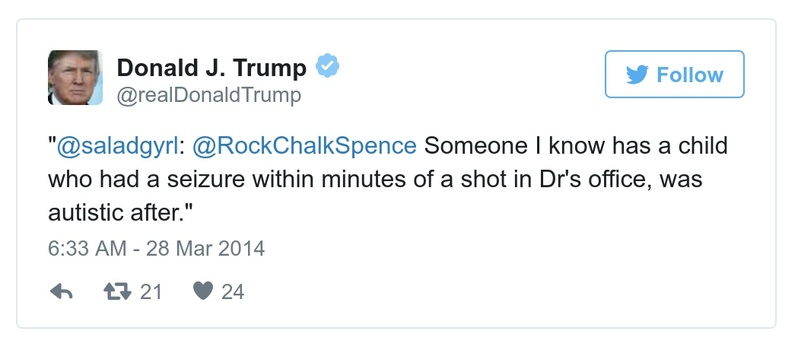 Donald J. Trump
@realDonaldTrump
Follow
"@saladgyrl: @RockChalkSpence Someone I know has a child
who had a seizure within minutes of a shot in Dr's office, was
autistic after."
6:33 AM - 28 Mar 2014
21 24